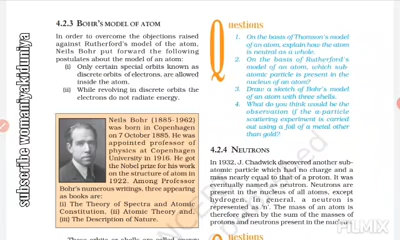 4.2.3 BOHR'S MODEL OF ATOM
In order to overcome the objections raised
against Rutherford's model of the atom,
Neils Bohr put forward the following
postulates about the model of an atom:
(i) Only certain special orbits known as
discrete orbits of electrons, are allowed
inside the atom.
(ii) While revolving in discrete orbits the
electrons do not radiate energy.
Neils Bohr (1885-1962)
was born in Copenhagen
on 7 October 1885. He was
appointed professor of
physics at Copenhagen
University in 1916. He got
the Nobel prize for his work
on the structure of atom in
1922. Among Professor
Bohr's numerous writings, three appearing
as books are:
(i) The Theory of Spectra and Atomic
Constitution, (ii) Atomic Theory and,
(iii) The Description of Nature.
These orbits or shells are called energy
Questions
1. On the basis of Thomson's model of
an atom, explain how the atom
is neutral as a whole.
2. On the basis of Rutherford's
model of an atom, which sub-
atomic particle is present in the
nucleus of an atom?
3. Draw a sketch of Bohr's model
of an atom with three shells.
4. What do you think would be the
observation if the α-particle
scattering experiment is carried
out using a foil of a metal other
than gold?
4.2.4 NEUTRONS
In 1932, J. Chadwick discovered another sub-
atomic particle which had no charge and a
mass nearly equal to that of a proton. It
was eventually named as neutron. Neutrons
are present in the nucleus of all atoms,
except hydrogen. In general, a neutron is
represented as 'n'. The mass of an atom is
therefore given by the sum of the masses of
protons and neutrons present in the nucleus.
Questions
subscribe womaniyakiduniya
FILMIX